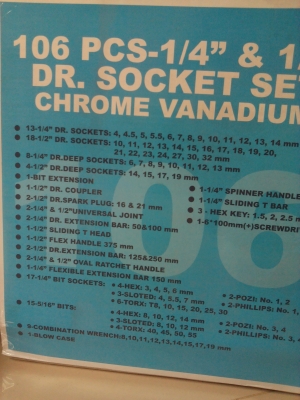 106 PCS-1/4" & 1
DR. SOCKET SE
CHROME VANADIUM
13-1/4" DR. SOCKETS: 4, 4.5, 5, 5.5, 6, 7, 8, 9, 10, 11, 12, 13, 14 mm
18-1/2" DR. SOCKETS: 10, 11, 12, 13, 14, 15, 16, 17, 18, 19, 20,
21, 22, 23, 24, 27, 30, 32 mm
8-1/4" DR.DEEP SOCKETS: 6, 7, 8, 9, 10, 11, 12, 13 mm
4-1/2" DR.DEEP SOCKETS: 14, 15, 17, 19 mm
1-BIT EXTENSION
1-1/2" DR. COUPLER
2-1/2" DR.SPARK PLUG: 16 & 21 mm
2-1/4" & 1/2"UNIVERSAL JOINT
2-1/4" DR. EXTENSION BAR: 50&100 mm
1-1/2" SLIDING T HEAD
1-1/2" FLEX HANDLE 375 mm
2-1/2" DR.EXTENSION BAR: 125&250 mm
2-1/4" & 1/2" OVAL RATCHET HANDLE
1-1/4" FLEXIBLE EXTENSION BAR 150 mm
1-1/4" SPINNER HANDLE
1-1/4" SLIDING T BAR
3 - HEX KEY: 1.5, 2, 2.5
1-6"100mm(+)SCREWDRI
17-1/4" BIT SOCKETS:
4-HEX: 3, 4, 5, 6 mm
3-SLOTED: 4, 5.5, 7 mm
6-TORX: T8, 10, 15, 20, 25, 30
2-POZI: No. 1, 2
2-PHILLIPS: No. 1,
15-5/16" BITS:
4-HEX: 8, 10, 12, 14 mm
3-SLOTED: 8, 10, 12 mm
4-TORX: 40, 45, 50, 55
2-POZI: No. 3, 4
2-PHILLIPS: No. 3,
9-COMBINATION WRENCH:8,10,11,12,13,14,15,17,19 mm
1-BLOW CASE